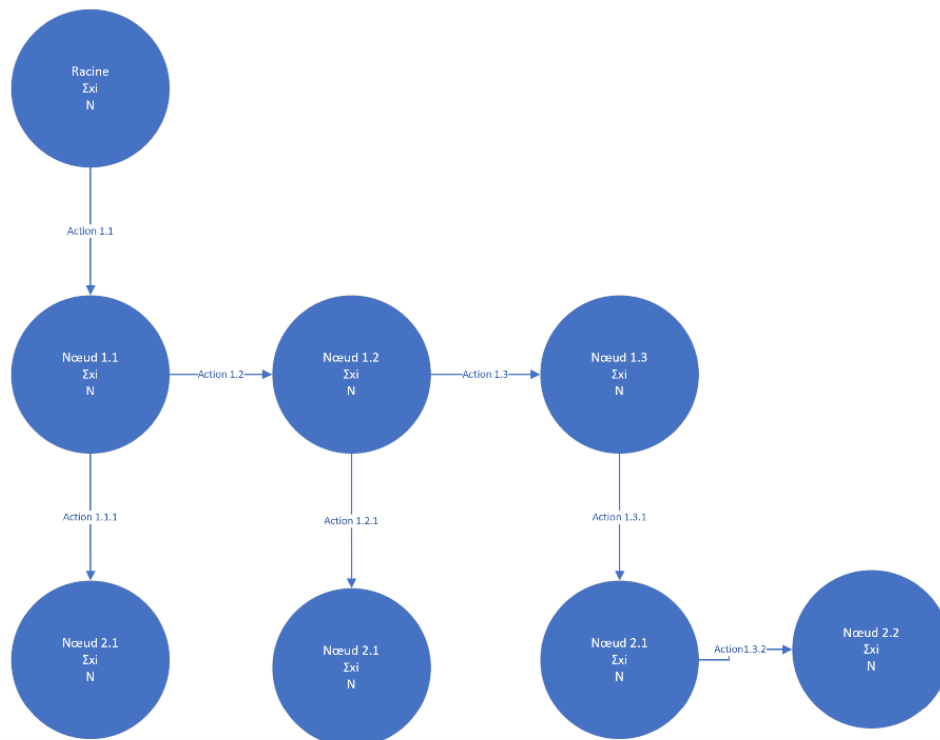 Racine
Σxi
N
Action 1.1
Nœud 1.1
Σxi
N
Action 1.2
Nœud 1.2
Σxi
N
Action 1.3
Nœud 1.3
Σxi
N
Action 1.1.1
Action 1.2.1
Action 1.3.1
Nœud 2.1
Σxi
N
Nœud 2.1
Σxi
N
Nœud 2.1
Σxi
N
Action1.3.2
Nœud 2.2
Σxi
N